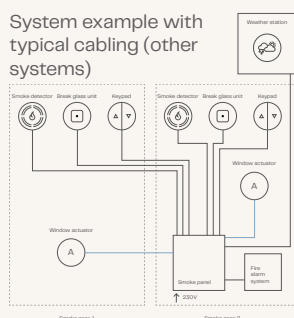 System example with
typical cabling (other
systems)
Weather station
Smoke detector Break glass unit Keypad
Smoke detector Break glass unit Keypad
Window actuator
A
Window actuator
A
Smoke panel
Fire
alarm
system
230V